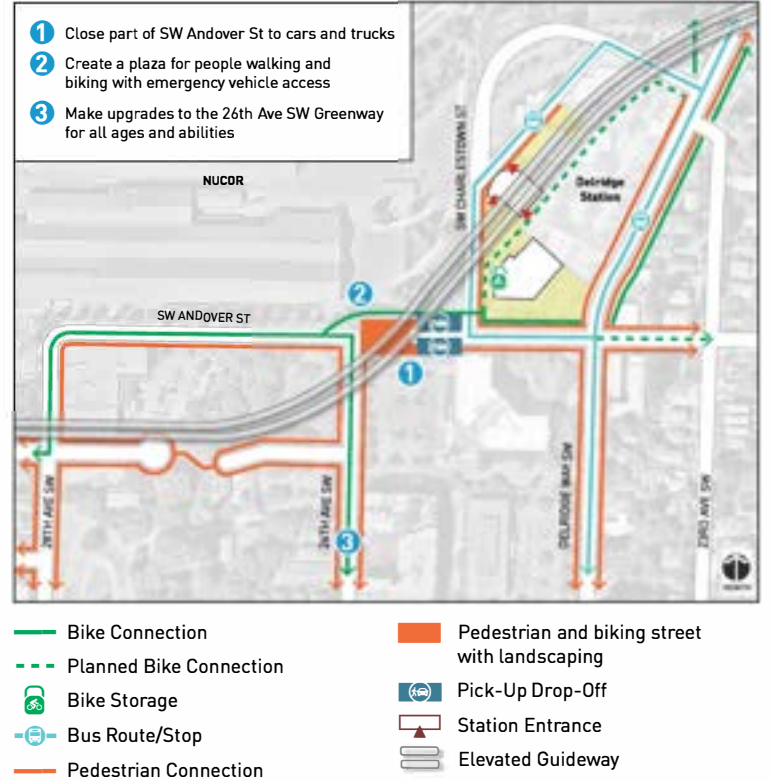 1 Close part of SW Andover St to cars and trucks
2 Create a plaza for people walking and
biking with emergency vehicle access
3 Make upgrades to the 26th Ave SW Greenway
for all ages and abilities
NUCOR
SW CHARLESTOWN ST
Delridge
Station
2
SW ANDOVER ST
1
28TH AVE SW
26TH AVE SW
DELRIDGE HWY SW
23RD AVE SW
3
NORTH
Bike Connection
Planned Bike Connection
Bike Storage
Bus Route/Stop
Pedestrian Connection
Pedestrian and biking street
with landscaping
Pick-Up Drop-Off
Station Entrance
Elevated Guideway